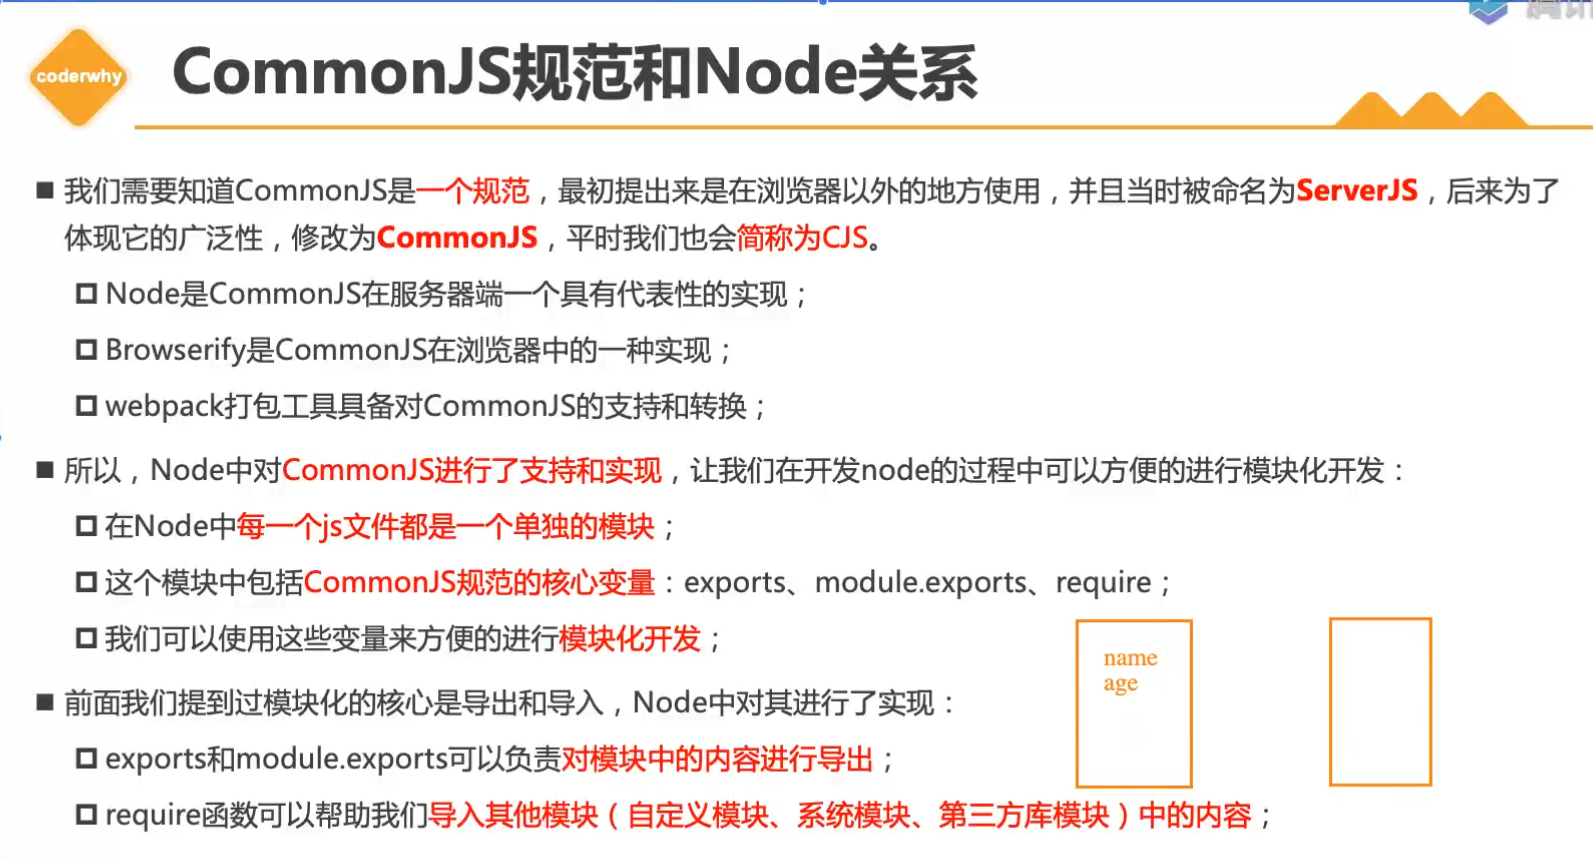 coderwhy
CommonJS规范和Node关系
我们需要知道CommonJS是一个规范，最初提出来是在浏览器以外的地方使用，并且当时被命名为ServerJS，后来为了
体现它的广泛性，修改为CommonJS，平时我们也会简称为CJS。
Node是CommonJS在服务器端一个具有代表性的实现；
Browserify是CommonJS在浏览器中的一种实现；
webpack打包工具具备对CommonJS的支持和转换；
所以，Node中对CommonJS进行了支持和实现，让我们在开发node的过程中可以方便的进行模块化开发：
在Node中每一个js文件都是一个单独的模块；
这个模块中包括CommonJS规范的核心变量：exports、module.exports、require；
我们可以使用这些变量来方便的进行模块化开发；
前面我们提到过模块化的核心是导出和导入，Node中对其进行了实现：
exports和module.exports可以负责对模块中的内容进行导出；
require函数可以帮助我们导入其他模块（自定义模块、系统模块、第三方库模块）中的内容；
name
age